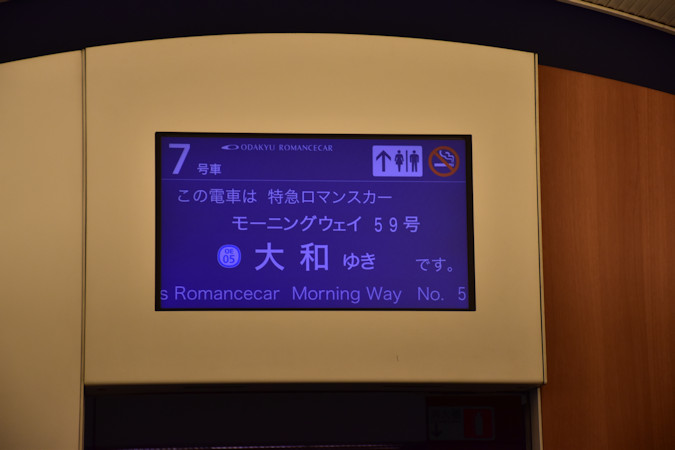 7号車
ODAKYU ROMANCECAR
この電車は 特急ロマンスカー
モーニングウェイ 59号
OE 05 大和 ゆき です。
s Romancecar Morning Way No. 5